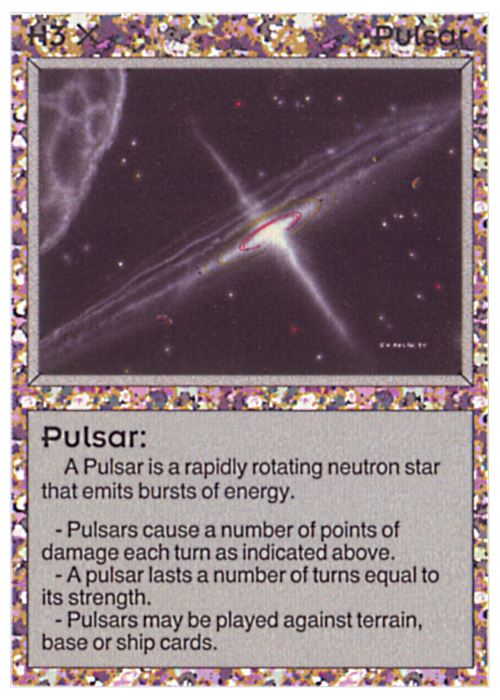 H3 Pulsar
Pulsar:
A Pulsar is a rapidly rotating neutron star
that emits bursts of energy.
- Pulsars cause a number of points of
damage each turn as indicated above.
- A pulsar lasts a number of turns equal to
its strength.
- Pulsars may be played against terrain,
base or ship cards.